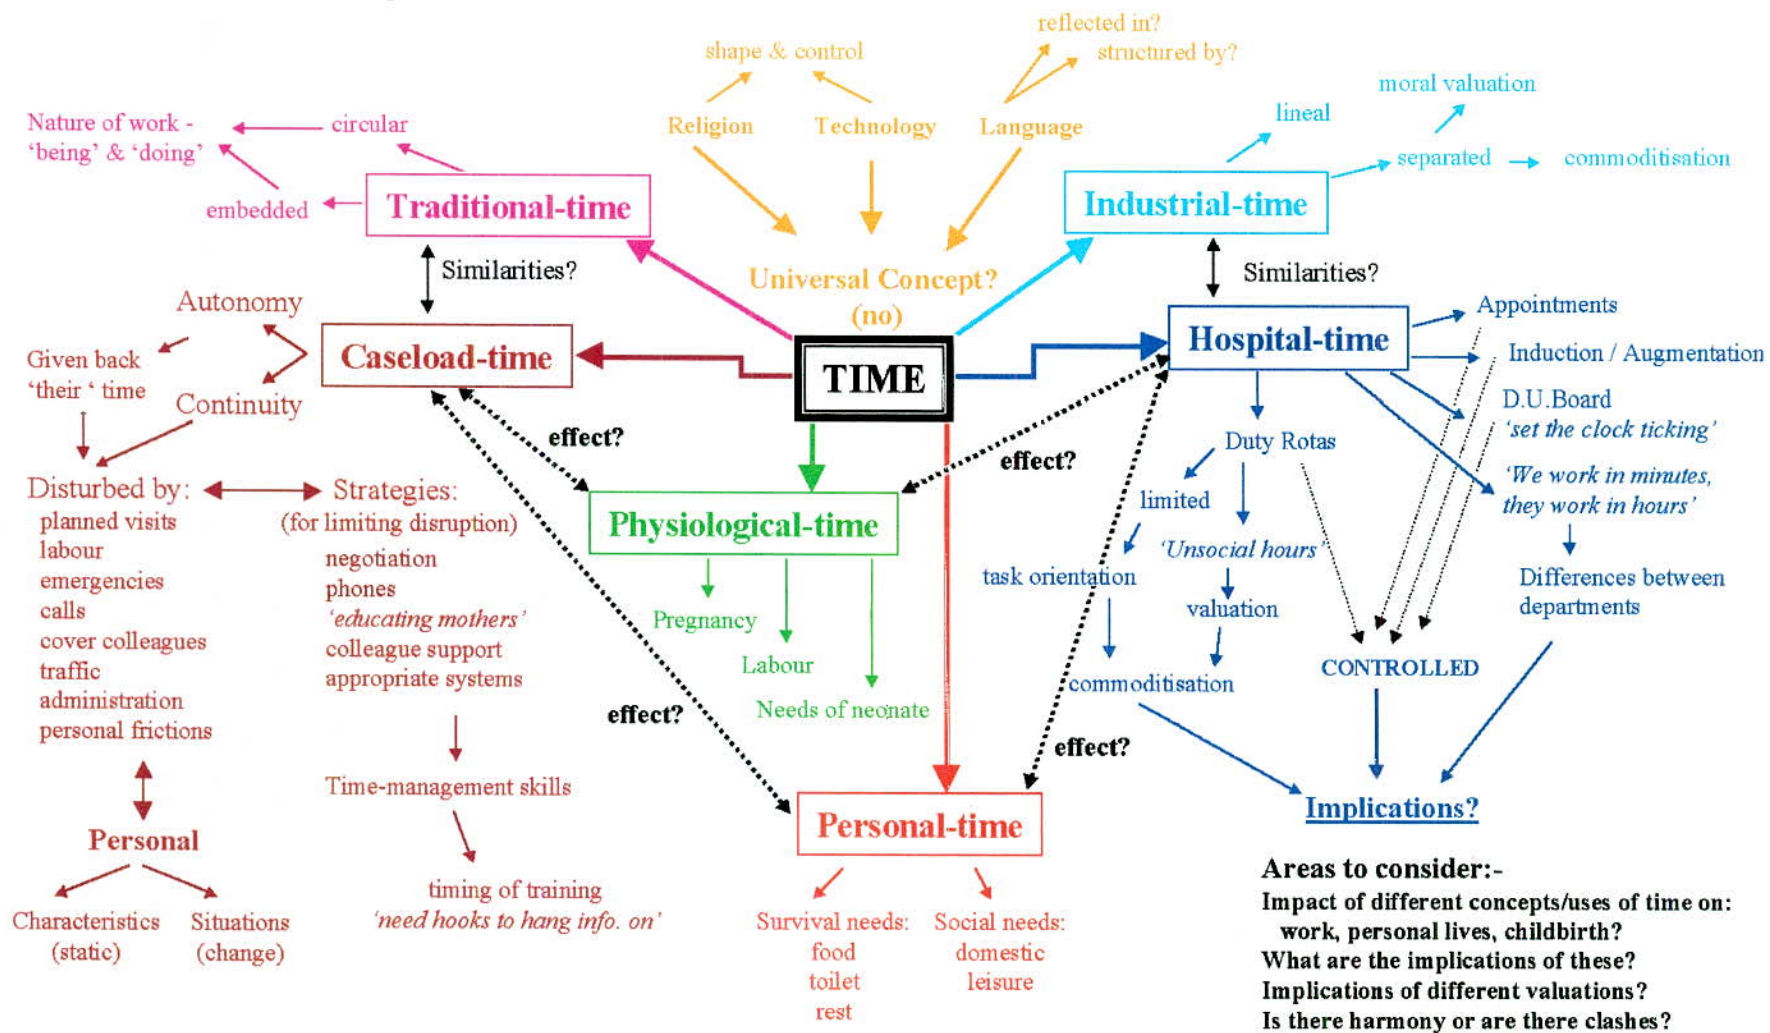 reflected in?
structured by?
shape & control
Religion
Technology
Language
Universal Concept?
(no)
TIME
Nature of work -
‘being’ & ‘doing’
circular
embedded
Traditional-time
Similarities?
moral valuation
lineal
separated
commoditisation
Industrial-time
Similarities?
Autonomy
Given back
‘their ‘ time
Continuity
Caseload-time
Disturbed by:
planned visits
labour
emergencies
calls
cover colleagues
traffic
administration
personal frictions
Strategies:
(for limiting disruption)
negotiation
phones
‘educating mothers’
colleague support
appropriate systems
Time-management skills
timing of training
‘need hooks to hang info. on’
Personal
Characteristics
(static)
Situations
(change)
effect?
effect?
effect?
effect?
Physiological-time
Pregnancy
Labour
Needs of neonate
Personal-time
Survival needs:
food
toilet
rest
Social needs:
domestic
leisure
Hospital-time
Appointments
Induction / Augmentation
D.U.Board
‘set the clock ticking’
‘We work in minutes,
they work in hours’
Differences between
departments
Duty Rotas
limited
‘Unsocial hours’
task orientation
valuation
commoditisation
CONTROLLED
Implications?
Areas to consider:-
Impact of different concepts/uses of time on:
work, personal lives, childbirth?
What are the implications of these?
Implications of different valuations?
Is there harmony or are there clashes?